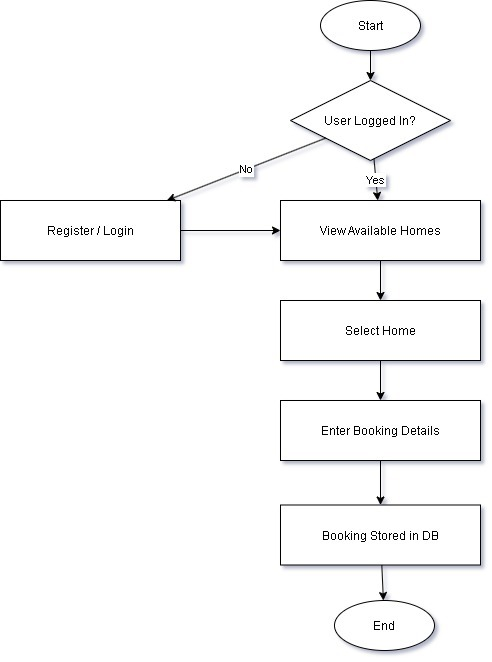 Start
User Logged In?
No
Yes
Register / Login
View Available Homes
Select Home
Enter Booking Details
Booking Stored in DB
End